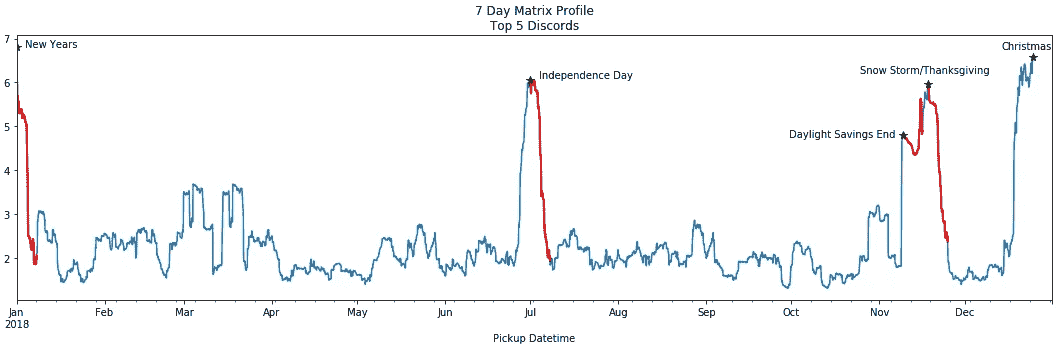 7 Day Matrix Profile
Top 5 Discords
7
6
5
4
3
2
New Years
Independence Day
Daylight Savings End
Snow Storm/Thanksgiving
Christmas
Jan
2018
Feb
Mar
Apr
May
Jun
Jul
Aug
Sep
Oct
Nov
Dec
Pickup Datetime